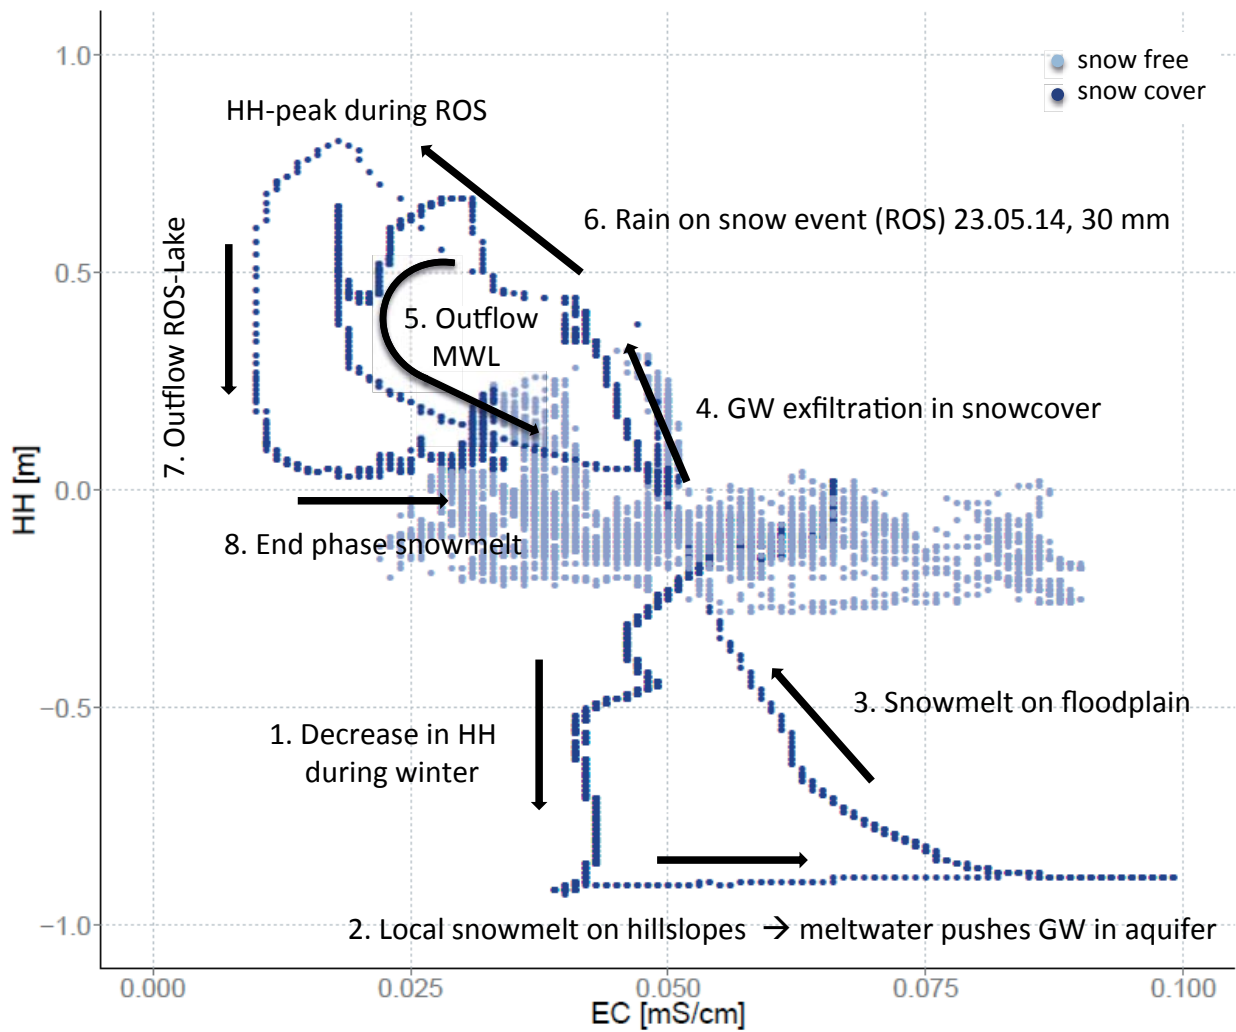 1.0
snow free
snow cover
HH-peak during ROS
6. Rain on snow event (ROS) 23.05.14, 30 mm
0.5
7. Outflow ROS-Lake
5. Outflow
MWL
4. GW exfiltration in snowcover
HH [m]
0.0
8. End phase snowmelt
−0.5
3. Snowmelt on floodplain
1. Decrease in HH
during winter
−1.0
2. Local snowmelt on hillslopes → meltwater pushes GW in aquifer
0.000 0.025 0.050 0.075 0.100
EC [mS/cm]